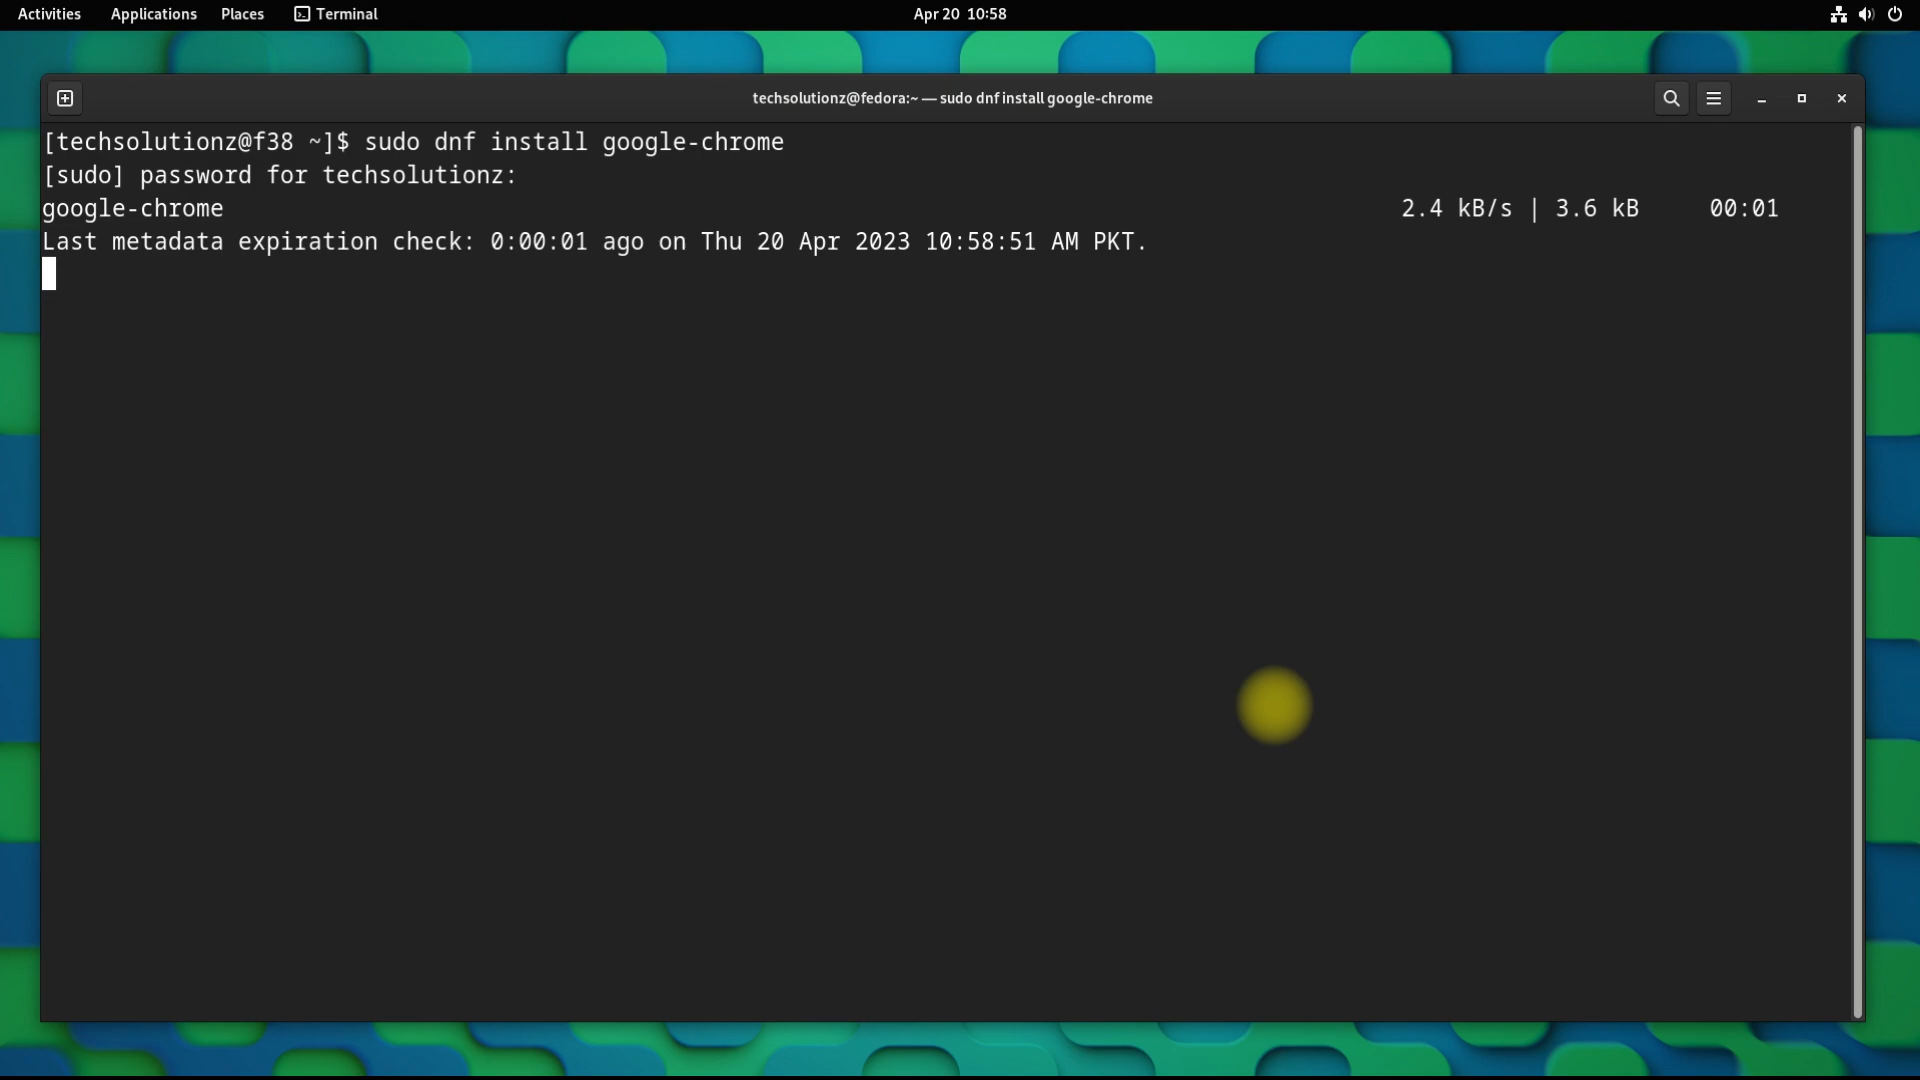 Activities Applications Places Terminal Apr 20 10:58
techsolutionz@fedora:~ — sudo dnf install google-chrome
[techsolutionz@f38 ~]$ sudo dnf install google-chrome
[sudo] password for techsolutionz:
google-chrome 2.4 kB/s | 3.6 kB 00:01
Last metadata expiration check: 0:00:01 ago on Thu 20 Apr 2023 10:58:51 AM PKT.